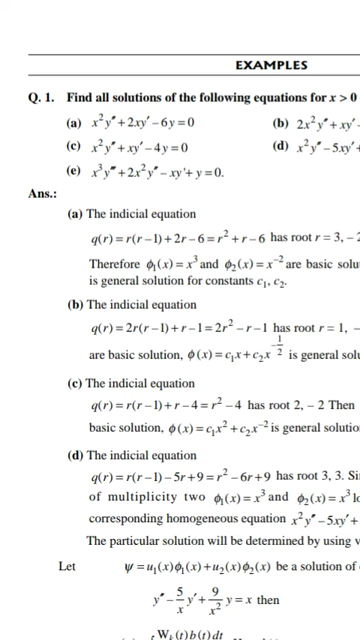 EXAMPLES
Q. 1. Find all solutions of the following equations for x > 0
(a) x²y″ + 2xy′ − 6y = 0 (b) 2x²y″ + xy′ −
(c) x²y″ + xy′ − 4y = 0 (d) x²y″ − 5xy′ +
(e) x³y‴ + 2x²y″ − xy′ + y = 0.
Ans.:
(a) The indicial equation
q(r) = r(r − 1) + 2r − 6 = r² + r − 6 has root r = 3, − 2
Therefore ϕ₁(x) = x³ and ϕ₂(x) = x⁻² are basic
is general solution for constants c₁, c₂.
(b) The indicial equation
q(r) = 2r(r − 1) + r − 1 = 2r² − r − 1 has root r = 1, −
are basic solution, ϕ(x) = c₁x + c₂x^(−1/2) is general
(c) The indicial equation
q(r) = r(r − 1) + r − 4 = r² − 4 has root 2, − 2 Then
basic solution, ϕ(x) = c₁x² + c₂x⁻² is general
(d) The indicial equation
q(r) = r(r − 1) − 5r + 9 = r² − 6r + 9 has root 3, 3.
of multiplicity two ϕ₁(x) = x³ and ϕ₂(x) = x³
corresponding homogeneous equation x²y″ − 5xy′ +
The particular solution will be determined by using
Let ψ = u₁(x)ϕ₁(x) + u₂(x)ϕ₂(x) be a solution of
y″ − 5/x y′ + 9/x² y = x then
W_k(t)b(t)